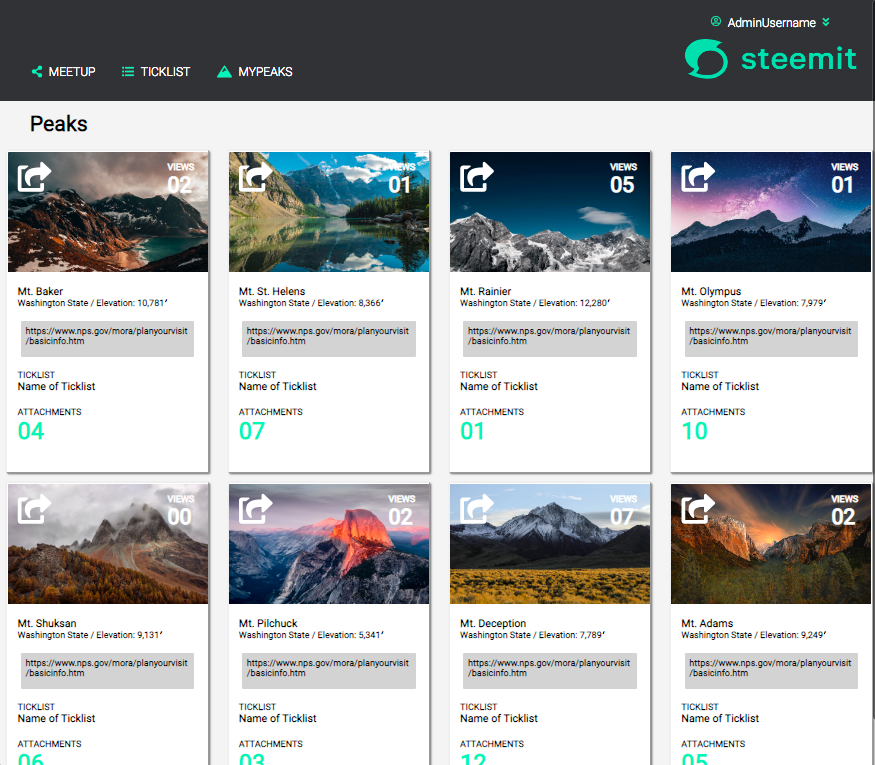 AdminUsername
steemit
MEETUP TICKLIST MYPEAKS
Peaks
VIEWS
02
Mt. Baker
Washington State / Elevation: 10,781′
https://www.nps.gov/mora/planyourvisit
/basicinfo.htm
TICKLIST
Name of Ticklist
ATTACHMENTS
04
VIEWS
01
Mt. St. Helens
Washington State / Elevation: 8,366′
https://www.nps.gov/mora/planyourvisit
/basicinfo.htm
TICKLIST
Name of Ticklist
ATTACHMENTS
07
VIEWS
05
Mt. Rainier
Washington State / Elevation: 12,280′
https://www.nps.gov/mora/planyourvisit
/basicinfo.htm
TICKLIST
Name of Ticklist
ATTACHMENTS
01
VIEWS
01
Mt. Olympus
Washington State / Elevation: 7,979′
https://www.nps.gov/mora/planyourvisit
/basicinfo.htm
TICKLIST
Name of Ticklist
ATTACHMENTS
10
VIEWS
00
Mt. Shuksan
Washington State / Elevation: 9,131′
https://www.nps.gov/mora/planyourvisit
/basicinfo.htm
TICKLIST
Name of Ticklist
ATTACHMENTS
06
VIEWS
02
Mt. Pilchuck
Washington State / Elevation: 5,341′
https://www.nps.gov/mora/planyourvisit
/basicinfo.htm
TICKLIST
Name of Ticklist
ATTACHMENTS
03
VIEWS
07
Mt. Deception
Washington State / Elevation: 7,789′
https://www.nps.gov/mora/planyourvisit
/basicinfo.htm
TICKLIST
Name of Ticklist
ATTACHMENTS
12
VIEWS
02
Mt. Adams
Washington State / Elevation: 9,249′
https://www.nps.gov/mora/planyourvisit
/basicinfo.htm
TICKLIST
Name of Ticklist
ATTACHMENTS
05